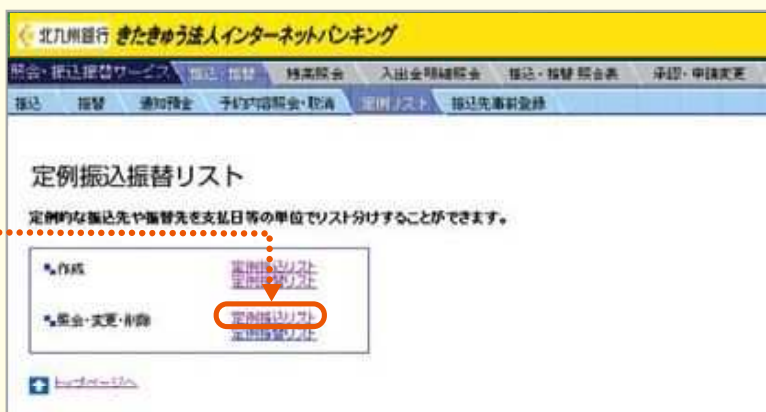 北九州銀行 きたきゅう法人インターネットバンキング
照会・振込振替サービス 振込・振替 残高照会 入出金明細照会 振込・振替 照会表 承認・申請変更
振込 振替 通知預金 予約内容照会・取消 定例リスト 振込先事前登録
定例振込振替リスト
定例的な振込先や振替先を支払日等の単位でリスト分けすることができます。
作成 定例振込リスト
定例振替リスト
照会・変更・削除 定例振込リスト
定例振替リスト
トップページへ